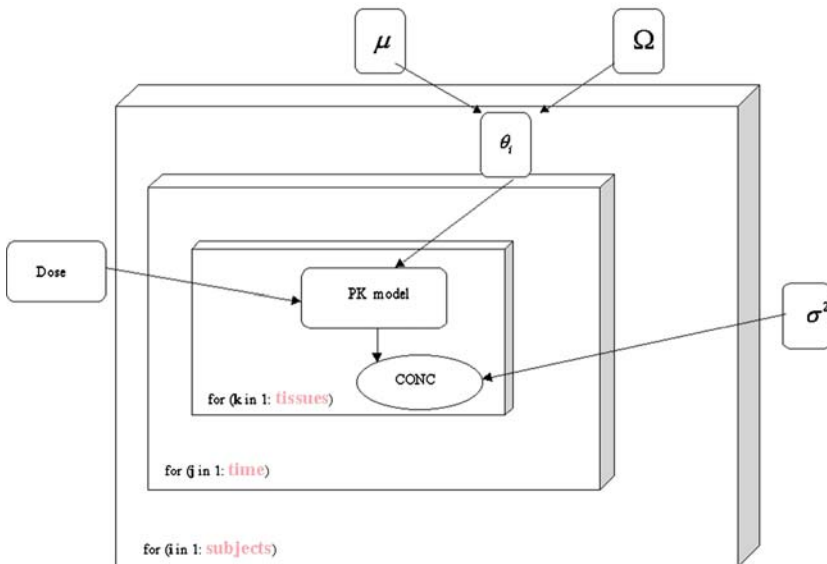 μ
Ω
θi
Dose
PK model
σ²
CONC
for (k in 1: tissues)
for (j in 1: time)
for (i in 1: subjects)